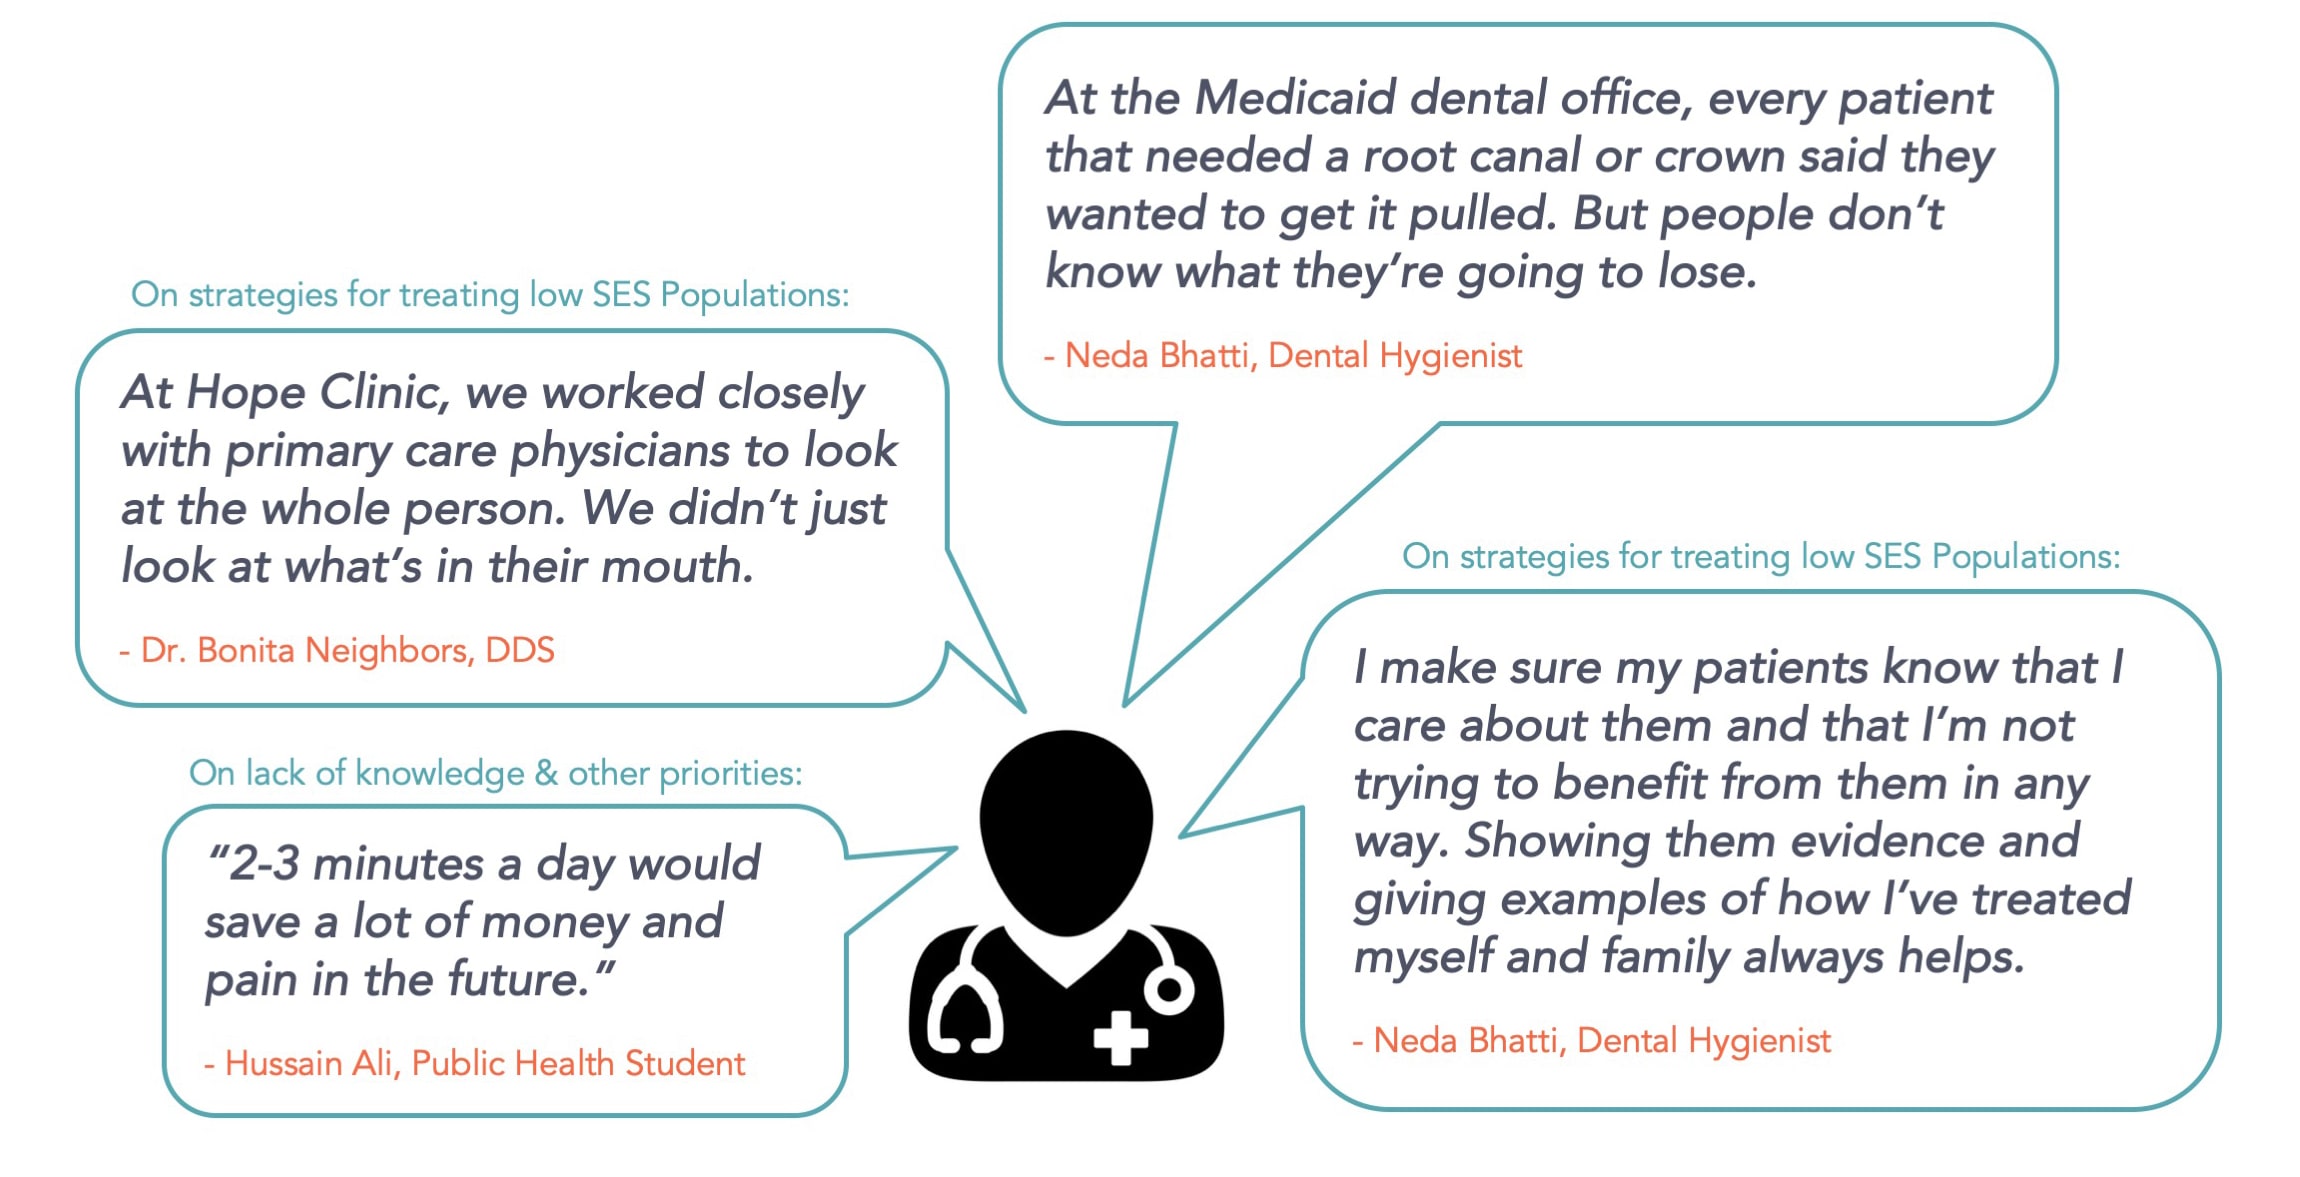 At the Medicaid dental office, every patient
that needed a root canal or crown said they
wanted to get it pulled. But people don’t
know what they’re going to lose.
- Neda Bhatti, Dental Hygienist
On strategies for treating low SES Populations:
At Hope Clinic, we worked closely
with primary care physicians to look
at the whole person. We didn’t just
look at what’s in their mouth.
- Dr. Bonita Neighbors, DDS
On strategies for treating low SES Populations:
I make sure my patients know that I
care about them and that I’m not
trying to benefit from them in any
way. Showing them evidence and
giving examples of how I’ve treated
myself and family always helps.
- Neda Bhatti, Dental Hygienist
On lack of knowledge & other priorities:
“2-3 minutes a day would
save a lot of money and
pain in the future.”
- Hussain Ali, Public Health Student